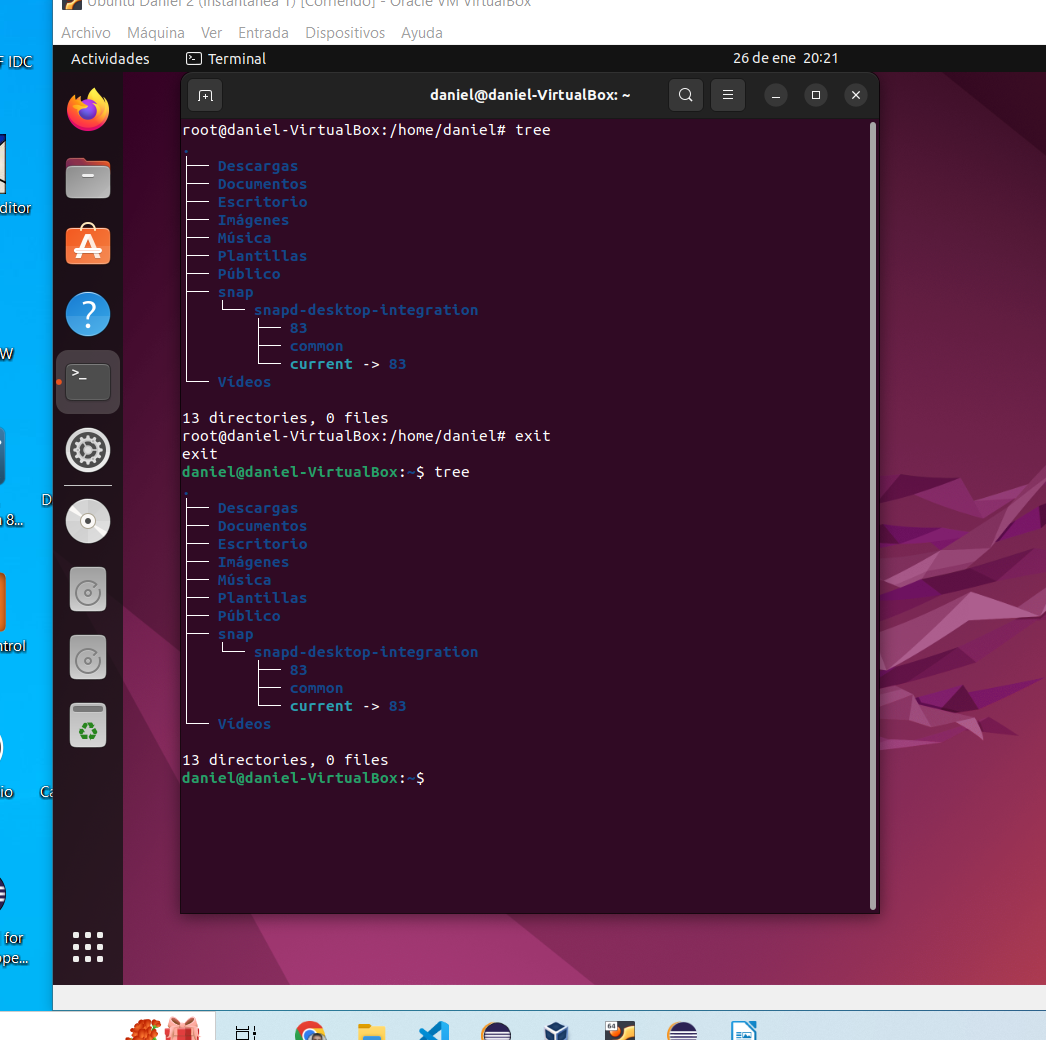 Ubuntu Daniel 2 (Instantánea 1) [Corriendo] - Oracle VM VirtualBox
Archivo Máquina Ver Entrada Dispositivos Ayuda
Actividades Terminal 26 de ene 20:21
daniel@daniel-VirtualBox: ~
root@daniel-VirtualBox:/home/daniel# tree
.
├── Descargas
├── Documentos
├── Escritorio
├── Imágenes
├── Música
├── Plantillas
├── Público
├── snap
│   └── snapd-desktop-integration
│       ├── 83
│       ├── common
│       └── current -> 83
└── Vídeos
13 directories, 0 files
root@daniel-VirtualBox:/home/daniel# exit
exit
daniel@daniel-VirtualBox:~$ tree
.
├── Descargas
├── Documentos
├── Escritorio
├── Imágenes
├── Música
├── Plantillas
├── Público
├── snap
│   └── snapd-desktop-integration
│       ├── 83
│       ├── common
│       └── current -> 83
└── Vídeos
13 directories, 0 files
daniel@daniel-VirtualBox:~$
F IDC
ditor
W
D
8...
ntrol
io
Ca
for
pe...
64